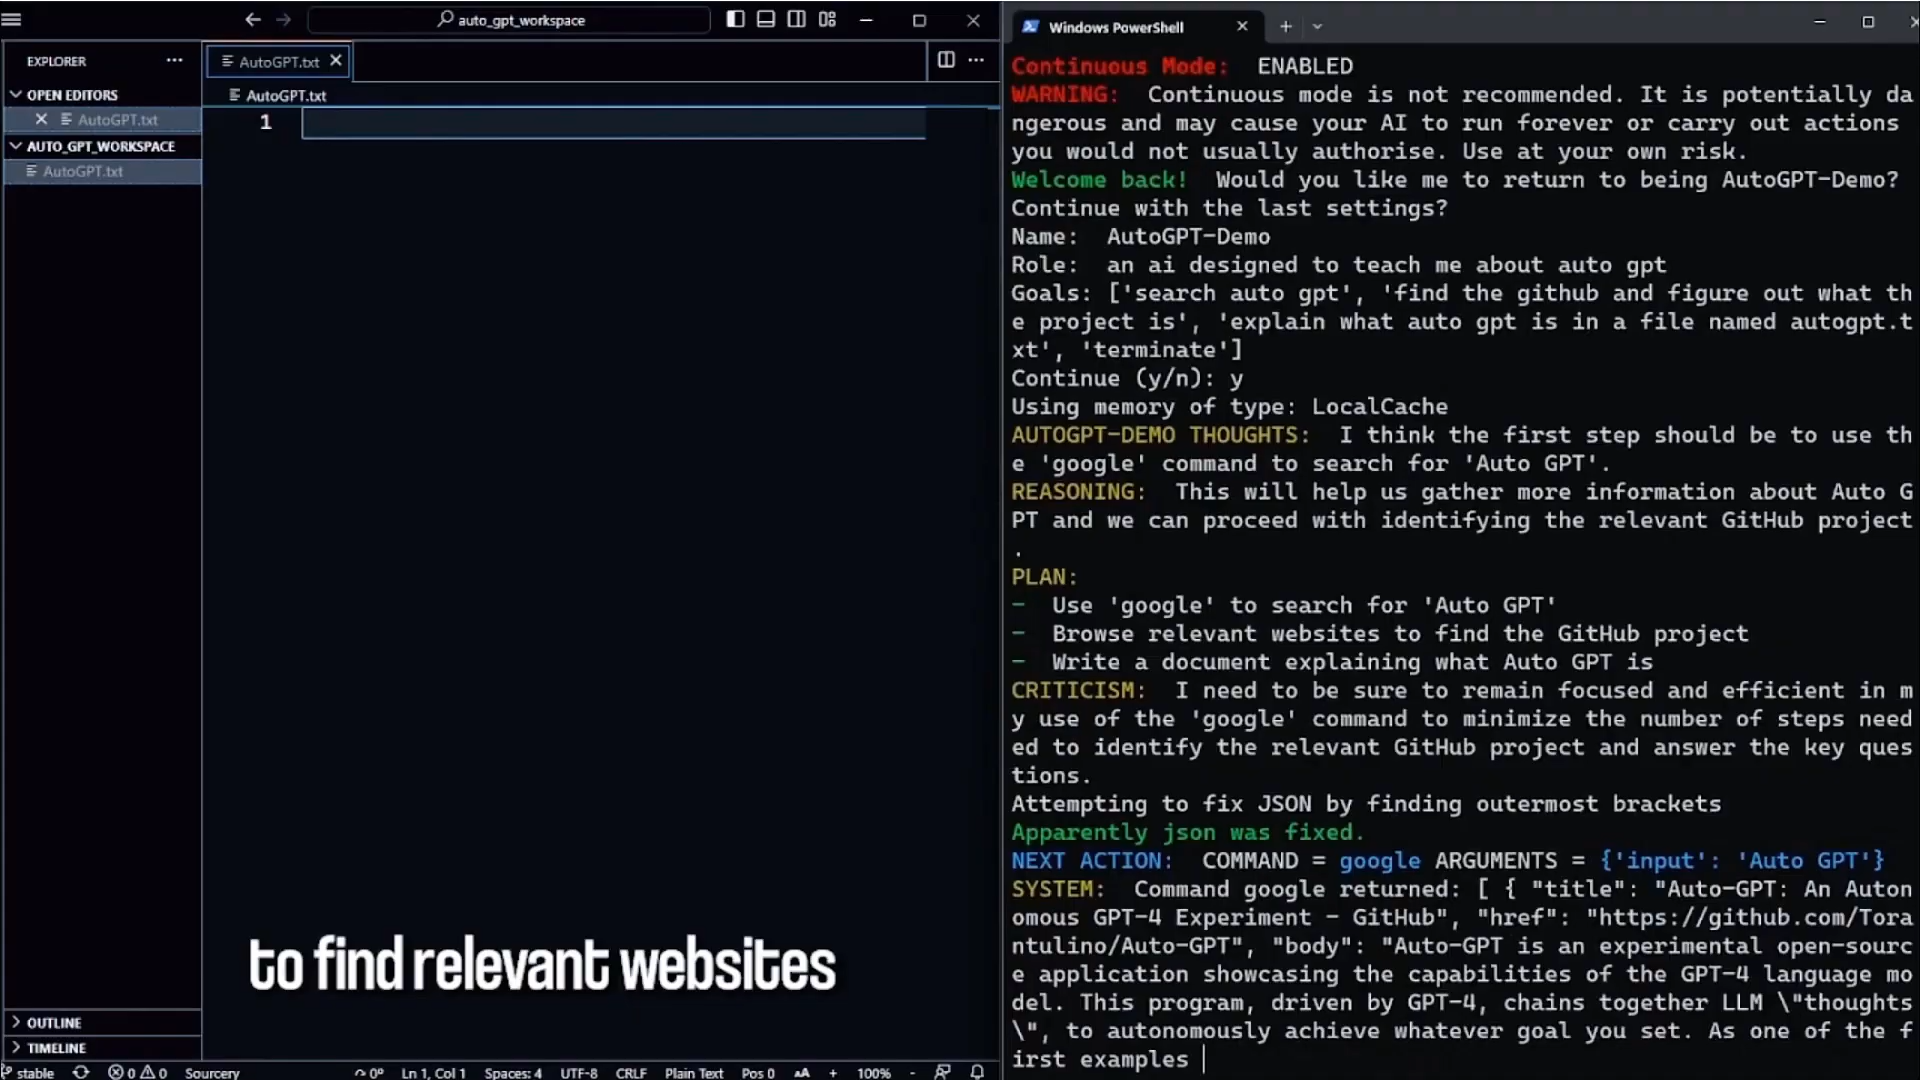 auto_gpt_workspace
EXPLORER
AutoGPT.txt
OPEN EDITORS
AutoGPT.txt
AutoGPT.txt
1
AUTO_GPT_WORKSPACE
AutoGPT.txt
to find relevant websites
OUTLINE
TIMELINE
stable 0 0 Sourcery 0° Ln 1, Col 1 Spaces: 4 UTF-8 CRLF Plain Text Pos 0 AA + 100% -
Windows PowerShell
Continuous Mode: ENABLED
WARNING: Continuous mode is not recommended. It is potentially da
ngerous and may cause your AI to run forever or carry out actions
you would not usually authorise. Use at your own risk.
Welcome back! Would you like me to return to being AutoGPT-Demo?
Continue with the last settings?
Name: AutoGPT-Demo
Role: an ai designed to teach me about auto gpt
Goals: ['search auto gpt', 'find the github and figure out what th
e project is', 'explain what auto gpt is in a file named autogpt.t
xt', 'terminate']
Continue (y/n): y
Using memory of type: LocalCache
AUTOGPT-DEMO THOUGHTS: I think the first step should be to use th
e 'google' command to search for 'Auto GPT'.
REASONING: This will help us gather more information about Auto G
PT and we can proceed with identifying the relevant GitHub project
.
PLAN:
- Use 'google' to search for 'Auto GPT'
- Browse relevant websites to find the GitHub project
- Write a document explaining what Auto GPT is
CRITICISM: I need to be sure to remain focused and efficient in m
y use of the 'google' command to minimize the number of steps need
ed to identify the relevant GitHub project and answer the key ques
tions.
Attempting to fix JSON by finding outermost brackets
Apparently json was fixed.
NEXT ACTION: COMMAND = google ARGUMENTS = {'input': 'Auto GPT'}
SYSTEM: Command google returned: [ { "title": "Auto-GPT: An Auton
omous GPT-4 Experiment - GitHub", "href": "https://github.com/Tora
ntulino/Auto-GPT", "body": "Auto-GPT is an experimental open-sourc
e application showcasing the capabilities of the GPT-4 language mo
del. This program, driven by GPT-4, chains together LLM \"thoughts
\", to autonomously achieve whatever goal you set. As one of the f
irst examples